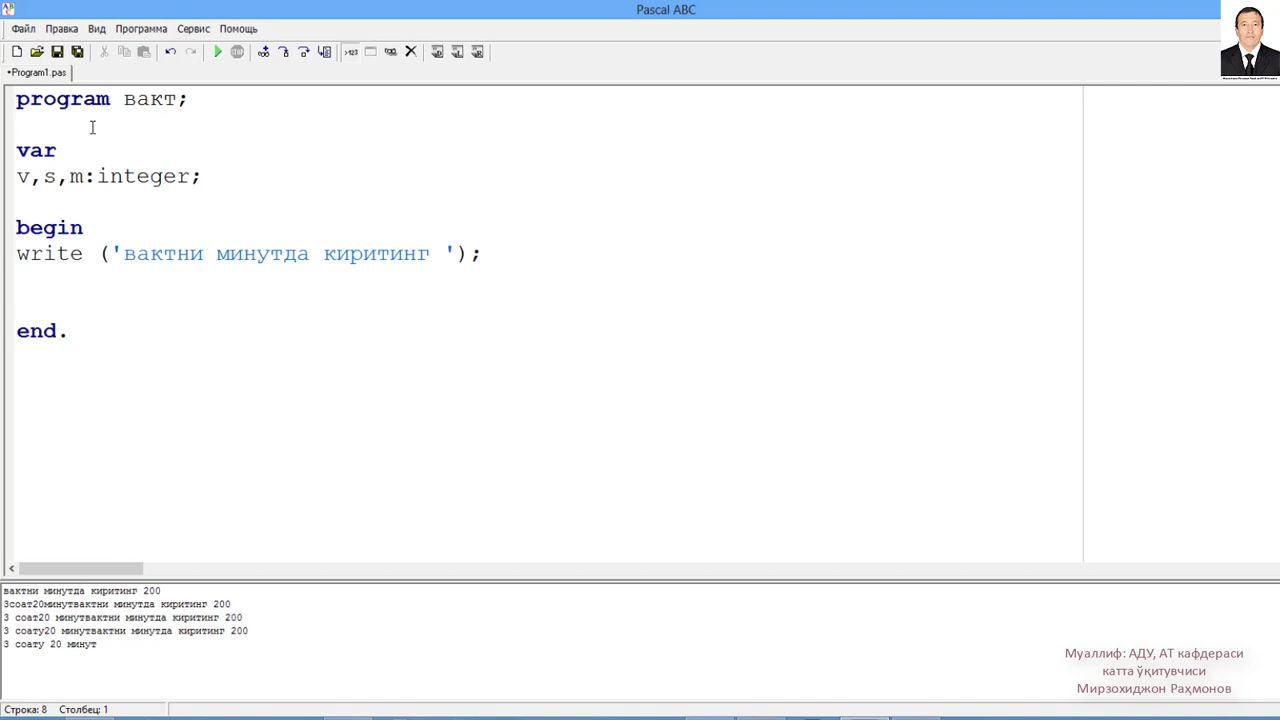 Pascal ABC
Файл Правка Вид Программа Сервис Помощь
•Program1.pas
program вакт;
var
v,s,m:integer;
begin
write ('вактни минутда киритинг ');
end.
вактни минутда киритинг 200
3соат20минутвактни минутда киритинг 200
3 соат20 минутвактни минутда киритинг 200
3 соату20 минутвактни минутда киритинг 200
3 соату 20 минут
Муаллиф: АДУ, АТ кафдераси
катта ўқитувчиси
Мирзохиджон Раҳмонов
Строка: 8 Столбец: 1